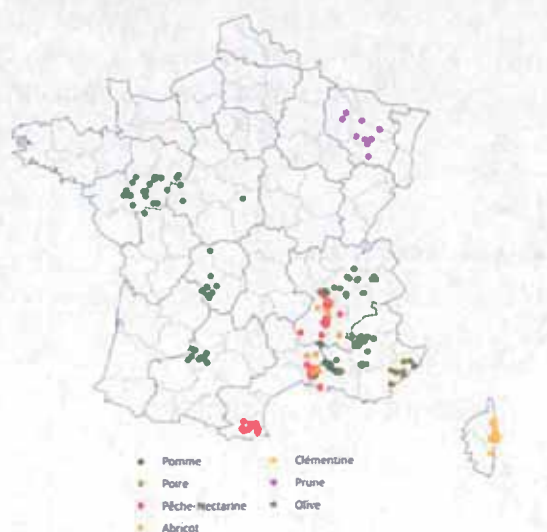 Pomme
Poire
Pêche-Nectarine
Abricot
Clémentine
Prune
Olive